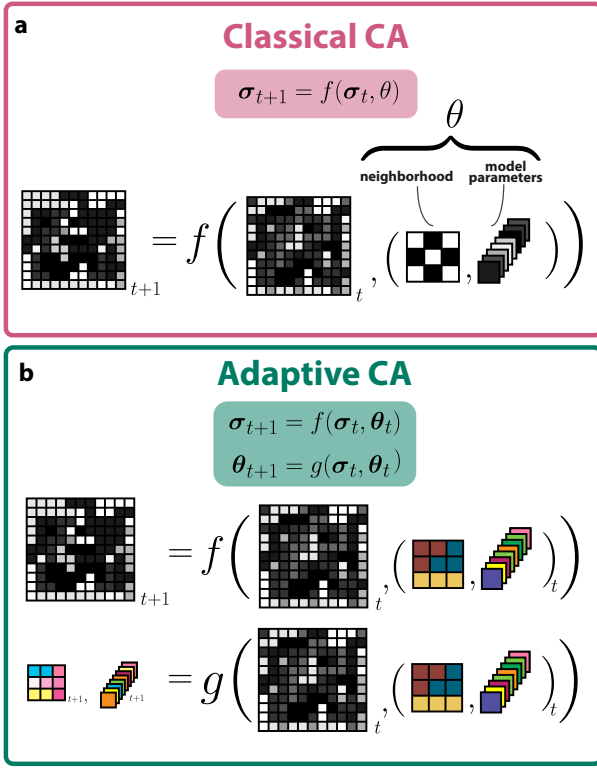 a
Classical CA
σ_{t+1} = f(σ_t, θ)
θ
neighborhood
model
parameters
t+1 = f( t, ( , ))
b
Adaptive CA
σ_{t+1} = f(σ_t, θ_t)
θ_{t+1} = g(σ_t, θ_t)
t+1 = f( t, ( , )t)
t+1, t+1 = g( t, ( , )t)